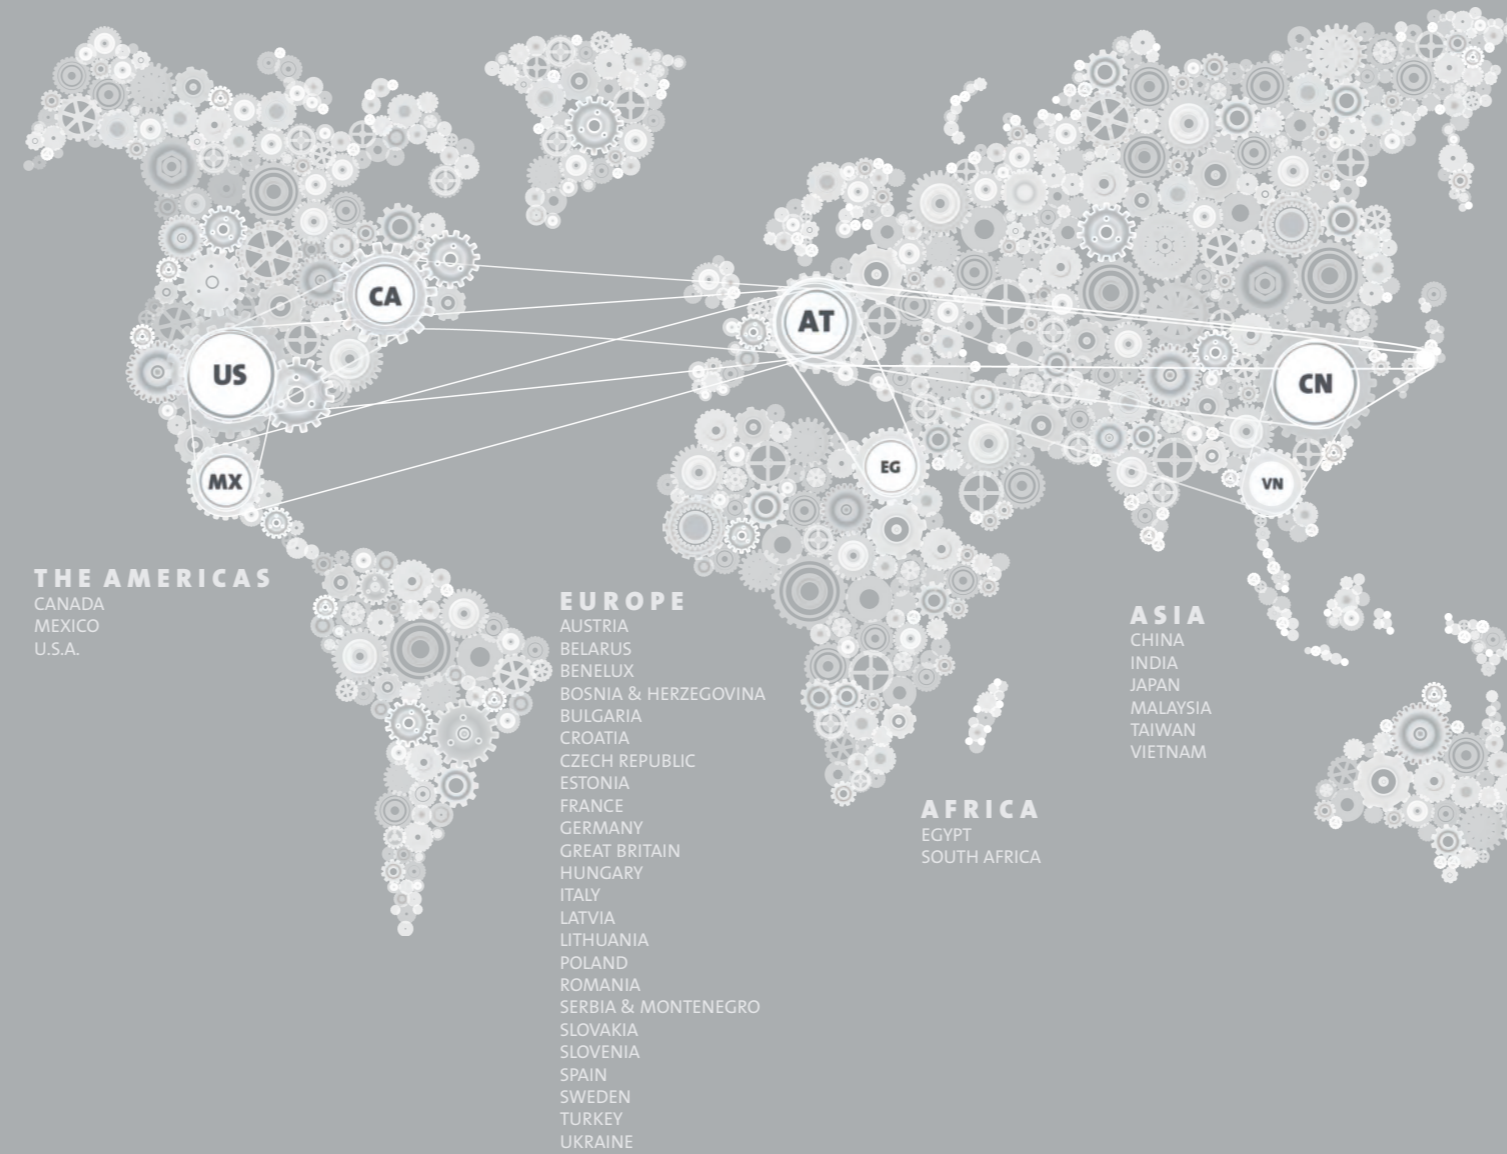 CA
AT
US
CN
EG
MX
VN
THE AMERICAS
CANADA
MEXICO
U.S.A.
EUROPE
AUSTRIA
BELARUS
BENELUX
BOSNIA & HERZEGOVINA
BULGARIA
CROATIA
CZECH REPUBLIC
ESTONIA
FRANCE
GERMANY
GREAT BRITAIN
HUNGARY
ITALY
LATVIA
LITHUANIA
POLAND
ROMANIA
SERBIA & MONTENEGRO
SLOVAKIA
SLOVENIA
SPAIN
SWEDEN
TURKEY
UKRAINE
AFRICA
EGYPT
SOUTH AFRICA
ASIA
CHINA
INDIA
JAPAN
MALAYSIA
TAIWAN
VIETNAM